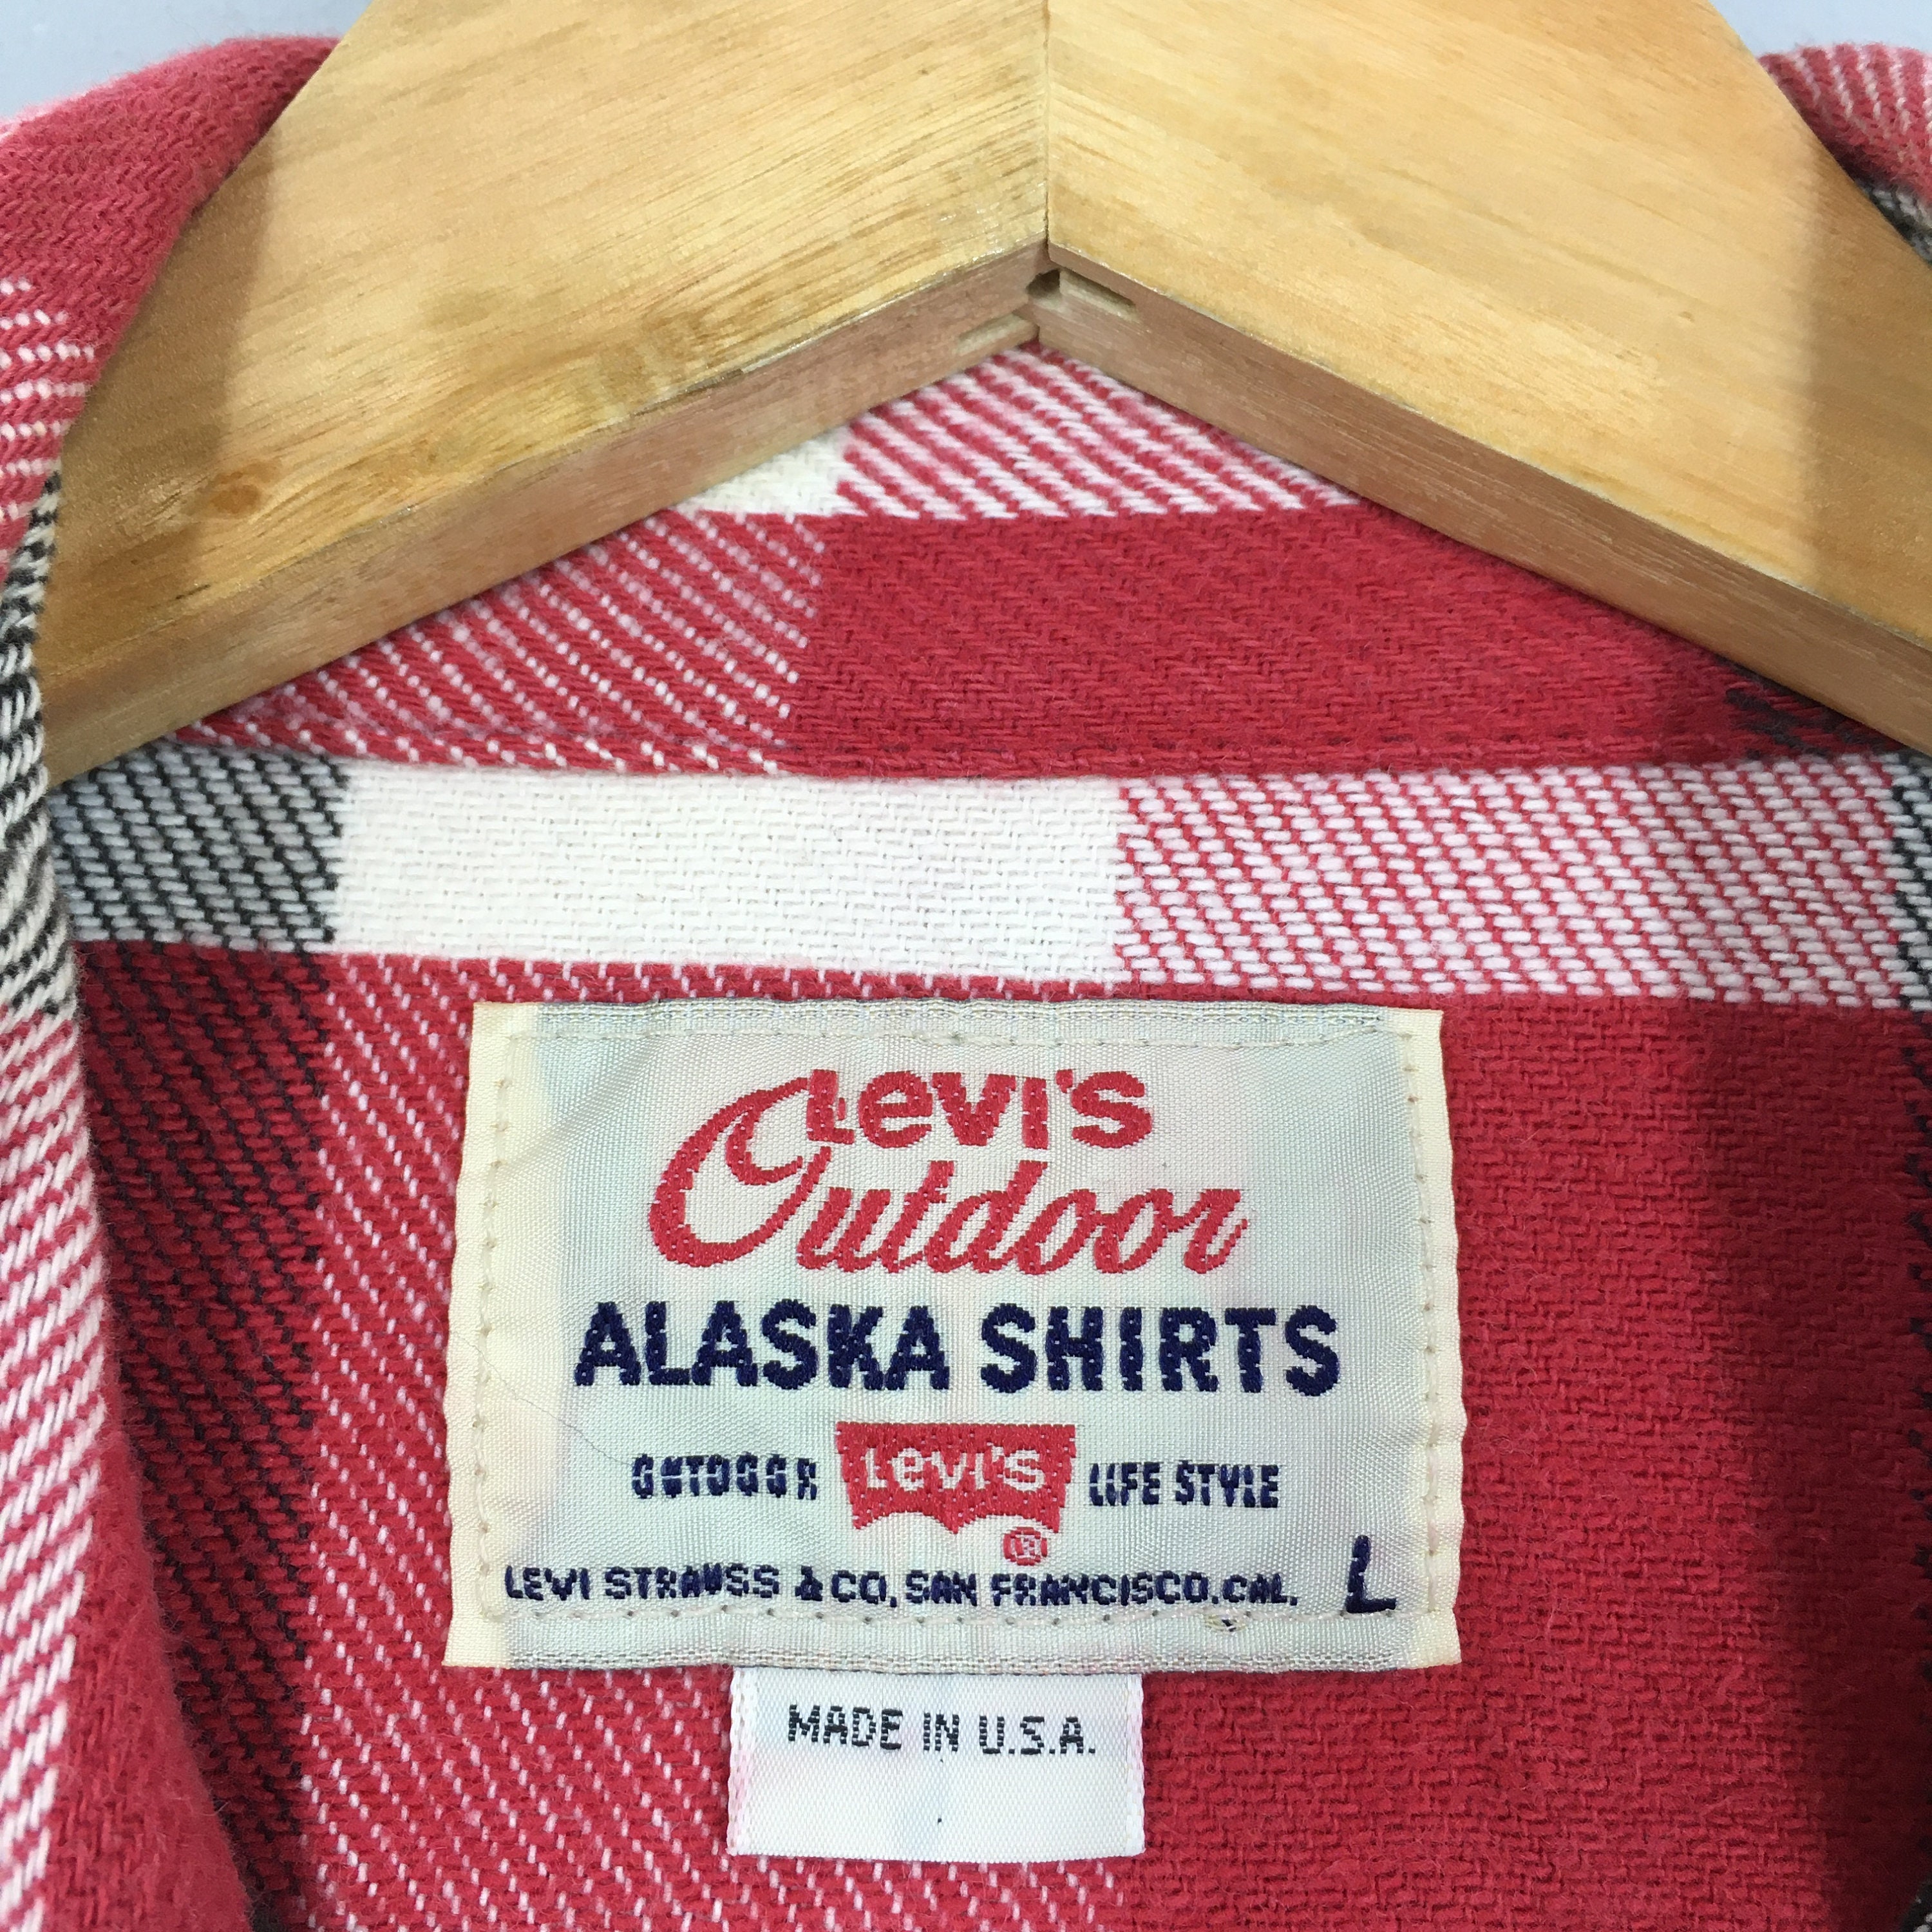 Levi's
Outdoor
ALASKA SHIRTS
OUTDOOR Levi's LIFE STYLE
®
LEVI STRAUSS & CO, SAN FRANCISCO.CAL. L
MADE IN U.S.A.